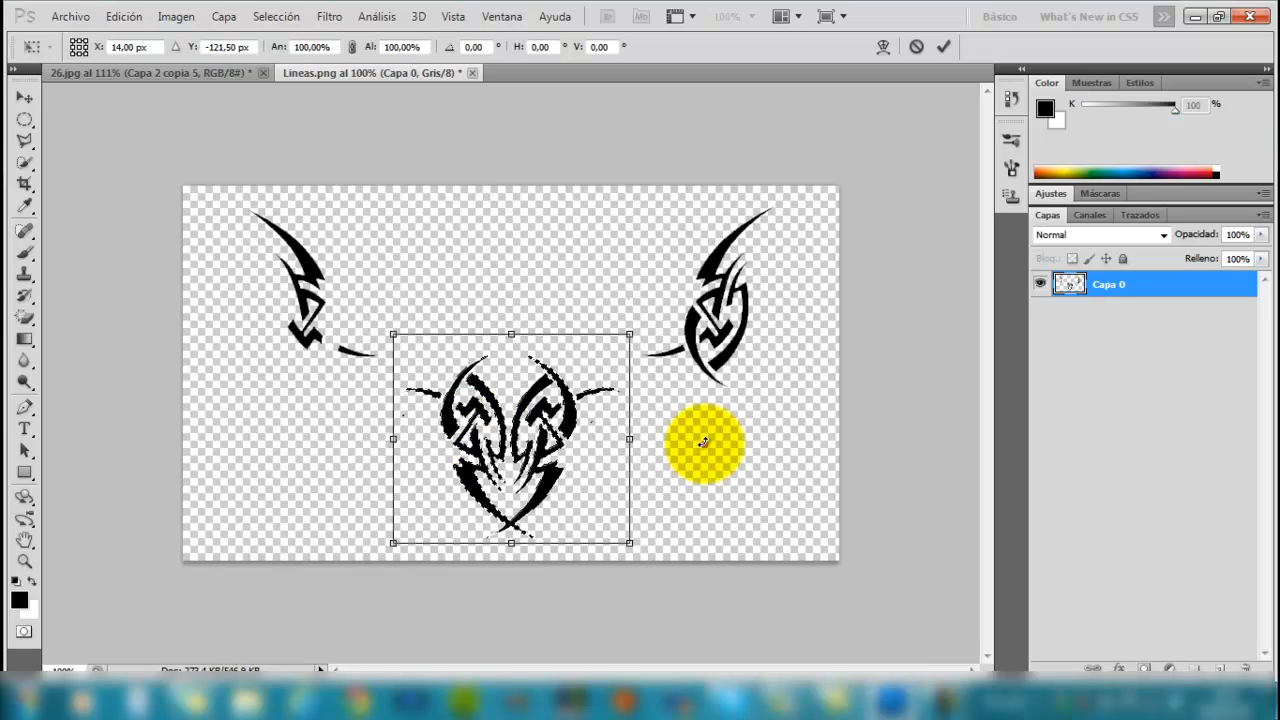 Ps Archivo Edición Imagen Capa Selección Filtro Análisis 3D Vista Ventana Ayuda Br Mb 100% Básico What's New in CS5
X: 14,00 px Y: -121,50 px An: 100,00% Al: 100,00% 0,00 ° H: 0,00 ° V: 0,00 °
26.jpg al 111% (Capa 2 copia 5, RGB/8#) * Lineas.png al 100% (Capa 0, Gris/8) *
Color Muestras Estilos
K 100 %
Ajustes Máscaras
Capas Canales Trazados
Normal Opacidad: 100%
Bloq.: Relleno: 100%
Capa 0
100% Doc: 273,4 KB/546,9 KB